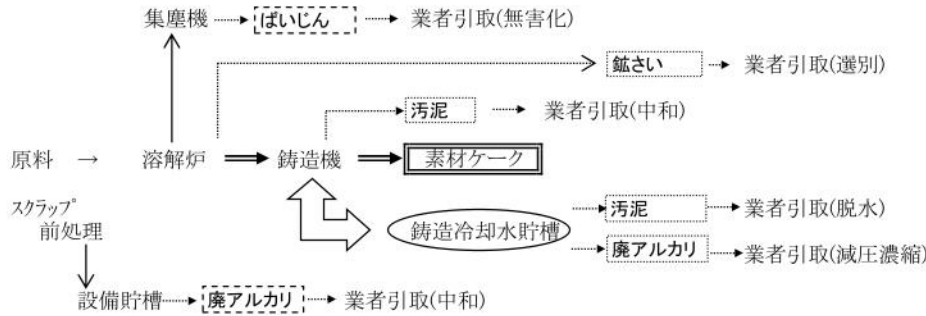 集塵機 ばいじん 業者引取(無害化)
鉱さい 業者引取(選別)
汚泥 業者引取(中和)
原料 → 溶解炉 鋳造機 素材ケーク
スクラップ
前処理
鋳造冷却水貯槽
汚泥 業者引取(脱水)
廃アルカリ 業者引取(減圧濃縮)
設備貯槽 廃アルカリ 業者引取(中和)